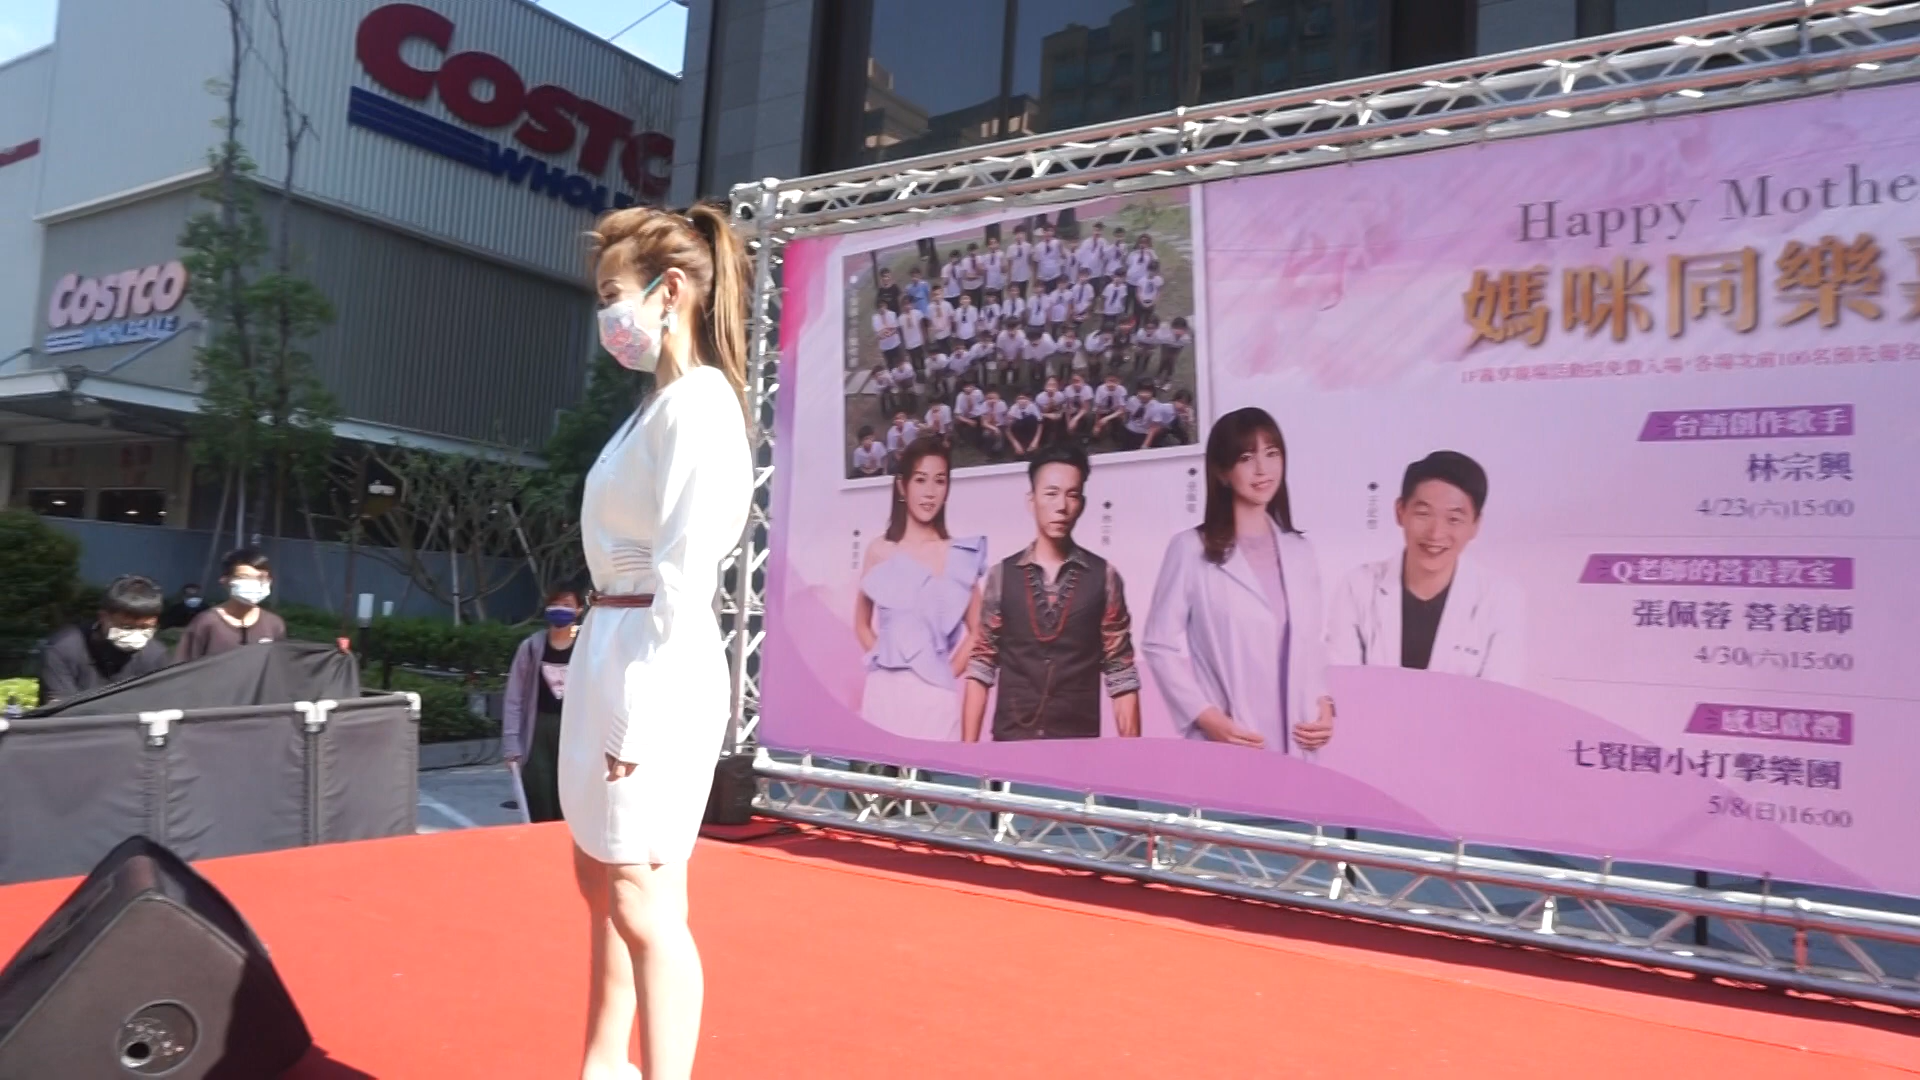 COSTC
WHOLE
COSTCO
WHOLESALE
Happy Mothe
媽咪同樂
台語創作歌手
林宗興
4/23(六)15:00
Q老師的營養教室
張佩蓉 營養師
4/30(六)15:00
感恩獻禮
七賢國小打擊樂團
5/8(日)16:00